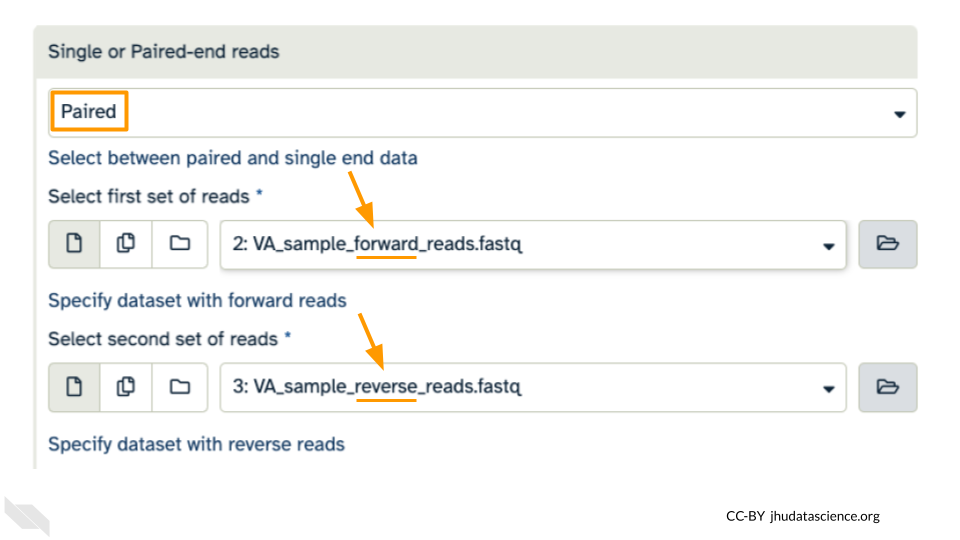 Single or Paired-end reads
Paired
Select between paired and single end data
Select first set of reads *
2: VA_sample_forward_reads.fastq
Specify dataset with forward reads
Select second set of reads *
3: VA_sample_reverse_reads.fastq
Specify dataset with reverse reads
CC-BY jhudatascience.org